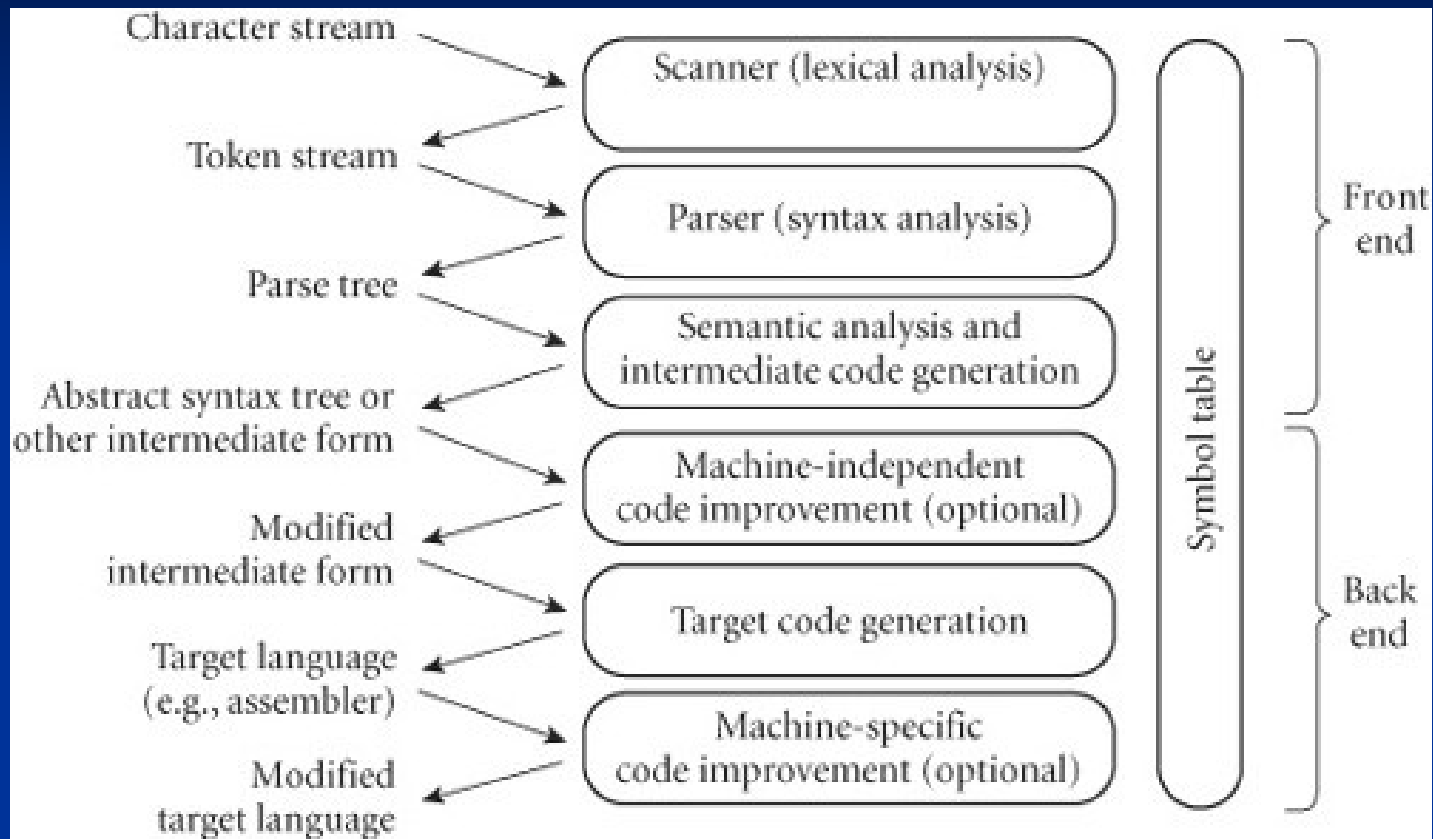 Character stream
Scanner (lexical analysis)
Token stream
Parser (syntax analysis)
Parse tree
Semantic analysis and
intermediate code generation
Abstract syntax tree or
other intermediate form
Machine-independent
code improvement (optional)
Modified
intermediate form
Target code generation
Target language
(e.g., assembler)
Machine-specific
code improvement (optional)
Modified
target language
Symbol table
Front
end
Back
end